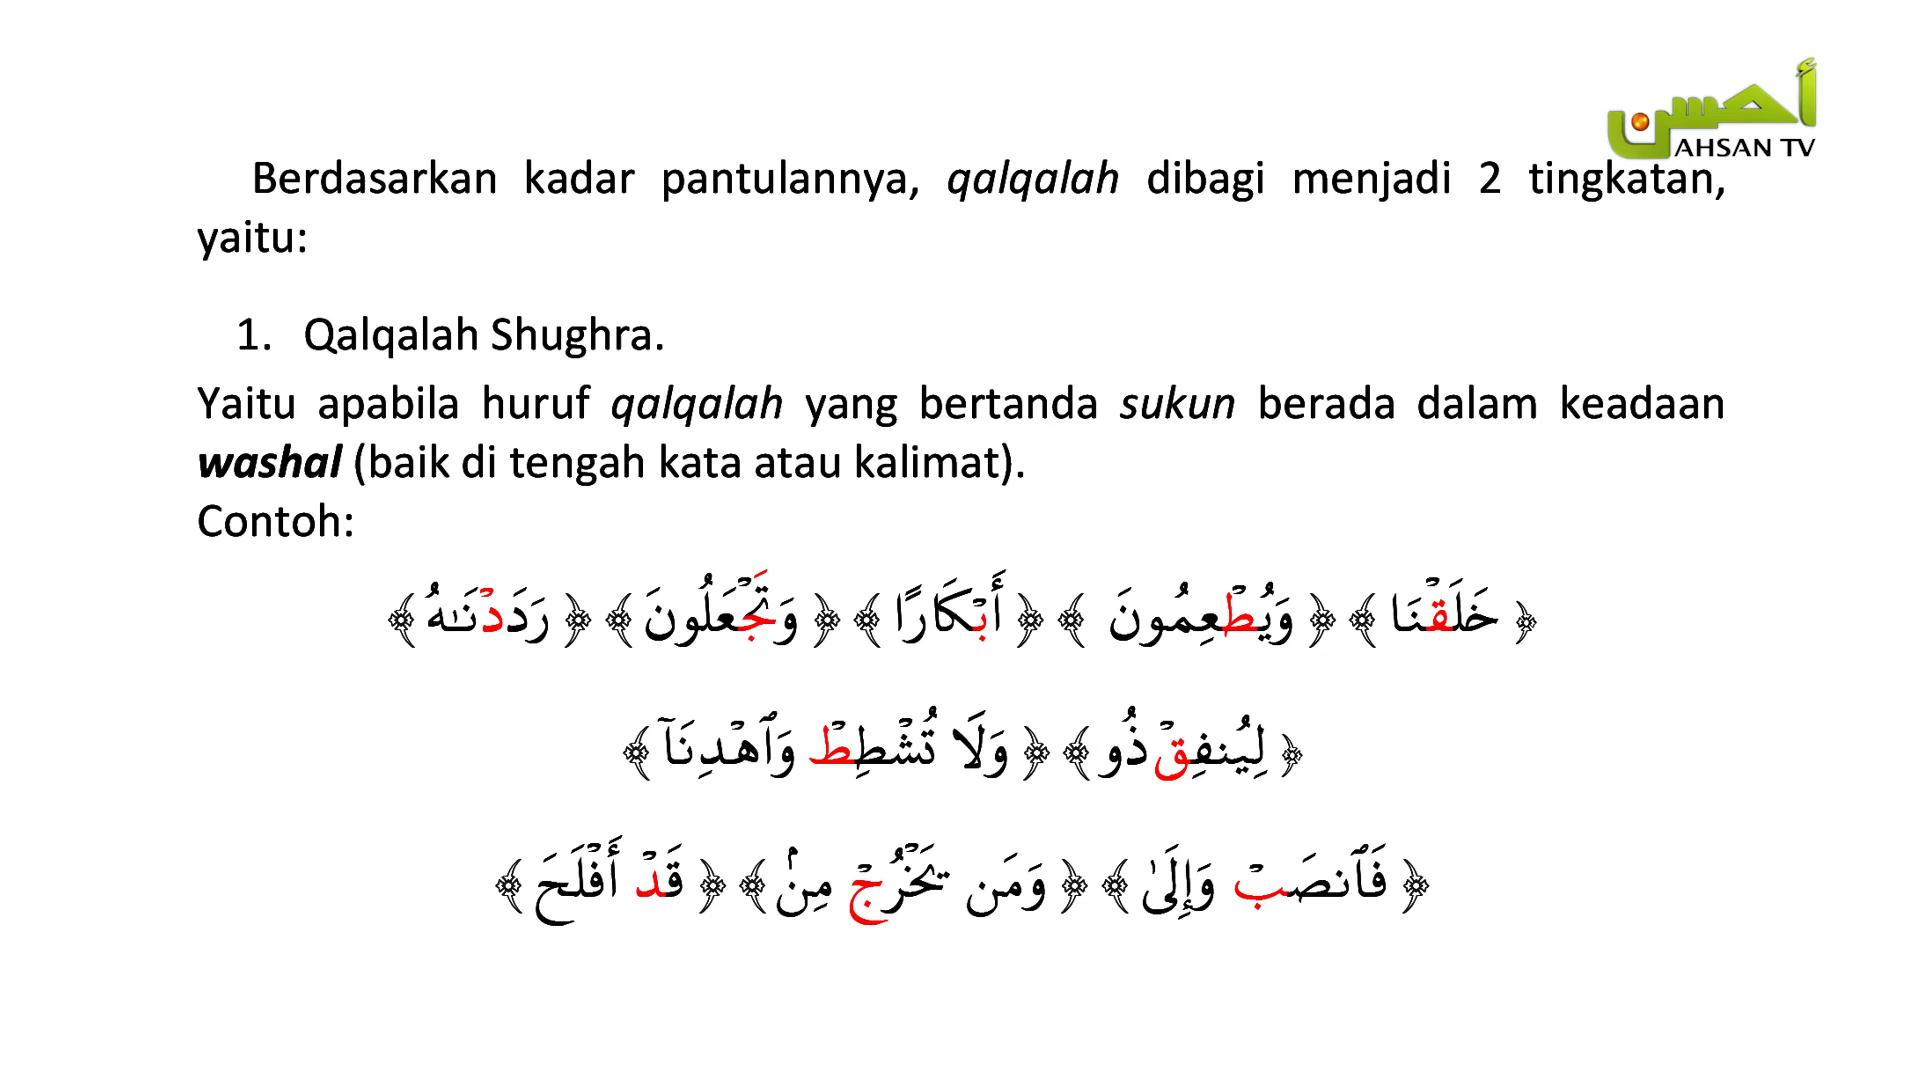 أحسن
AHSAN TV
Berdasarkan kadar pantulannya, qalqalah dibagi menjadi 2 tingkatan,
yaitu:
1. Qalqalah Shughra.
Yaitu apabila huruf qalqalah yang bertanda sukun berada dalam keadaan
washal (baik di tengah kata atau kalimat).
Contoh:
﴿ خَلَقۡنَا ﴾ ﴿ وَيُطۡعِمُونَ ﴾ ﴿ أَبۡكَارًا ﴾ ﴿ وَتَجۡعَلُونَ ﴾ ﴿ رَدَدۡنَـٰهُ ﴾
﴿ لِيُنفِقۡ ذُو ﴾ ﴿ وَلَا تُشۡطِطۡ وَٱهۡدِنَآ ﴾
﴿ فَٱنصَبۡ وَإِلَىٰ ﴾ ﴿ وَمَن يَخۡرُجۡ مِنۢ ﴾ ﴿ قَدۡ أَفۡلَحَ ﴾